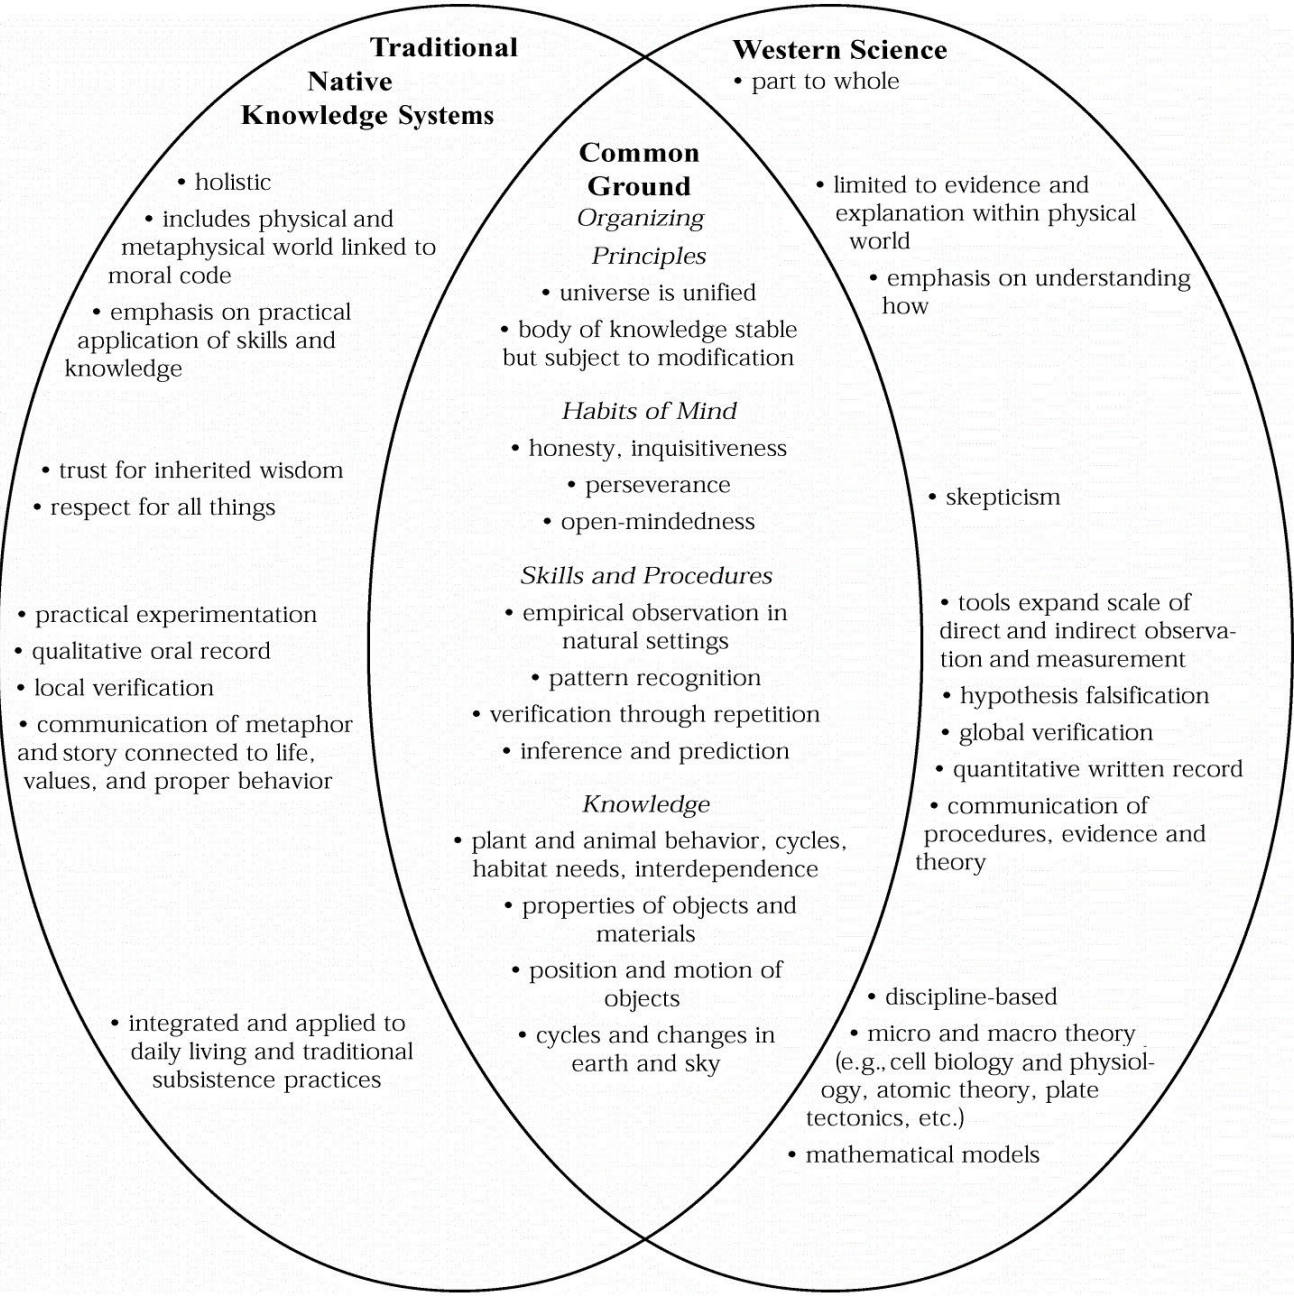 Traditional
Native
Knowledge Systems
• holistic
• includes physical and
metaphysical world linked to
moral code
• emphasis on practical
application of skills and
knowledge
• trust for inherited wisdom
• respect for all things
• practical experimentation
• qualitative oral record
• local verification
• communication of metaphor
and story connected to life,
values, and proper behavior
• integrated and applied to
daily living and traditional
subsistence practices
Common
Ground
Organizing
Principles
• universe is unified
• body of knowledge stable
but subject to modification
Habits of Mind
• honesty, inquisitiveness
• perseverance
• open-mindedness
Skills and Procedures
• empirical observation in
natural settings
• pattern recognition
• verification through repetition
• inference and prediction
Knowledge
• plant and animal behavior, cycles,
habitat needs, interdependence
• properties of objects and
materials
• position and motion of
objects
• cycles and changes in
earth and sky
Western Science
• part to whole
• limited to evidence and
explanation within physical
world
• emphasis on understanding
how
• skepticism
• tools expand scale of
direct and indirect observa-
tion and measurement
• hypothesis falsification
• global verification
• quantitative written record
• communication of
procedures, evidence and
theory
• discipline-based
• micro and macro theory
(e.g., cell biology and physiol-
ogy, atomic theory, plate
tectonics, etc.)
• mathematical models